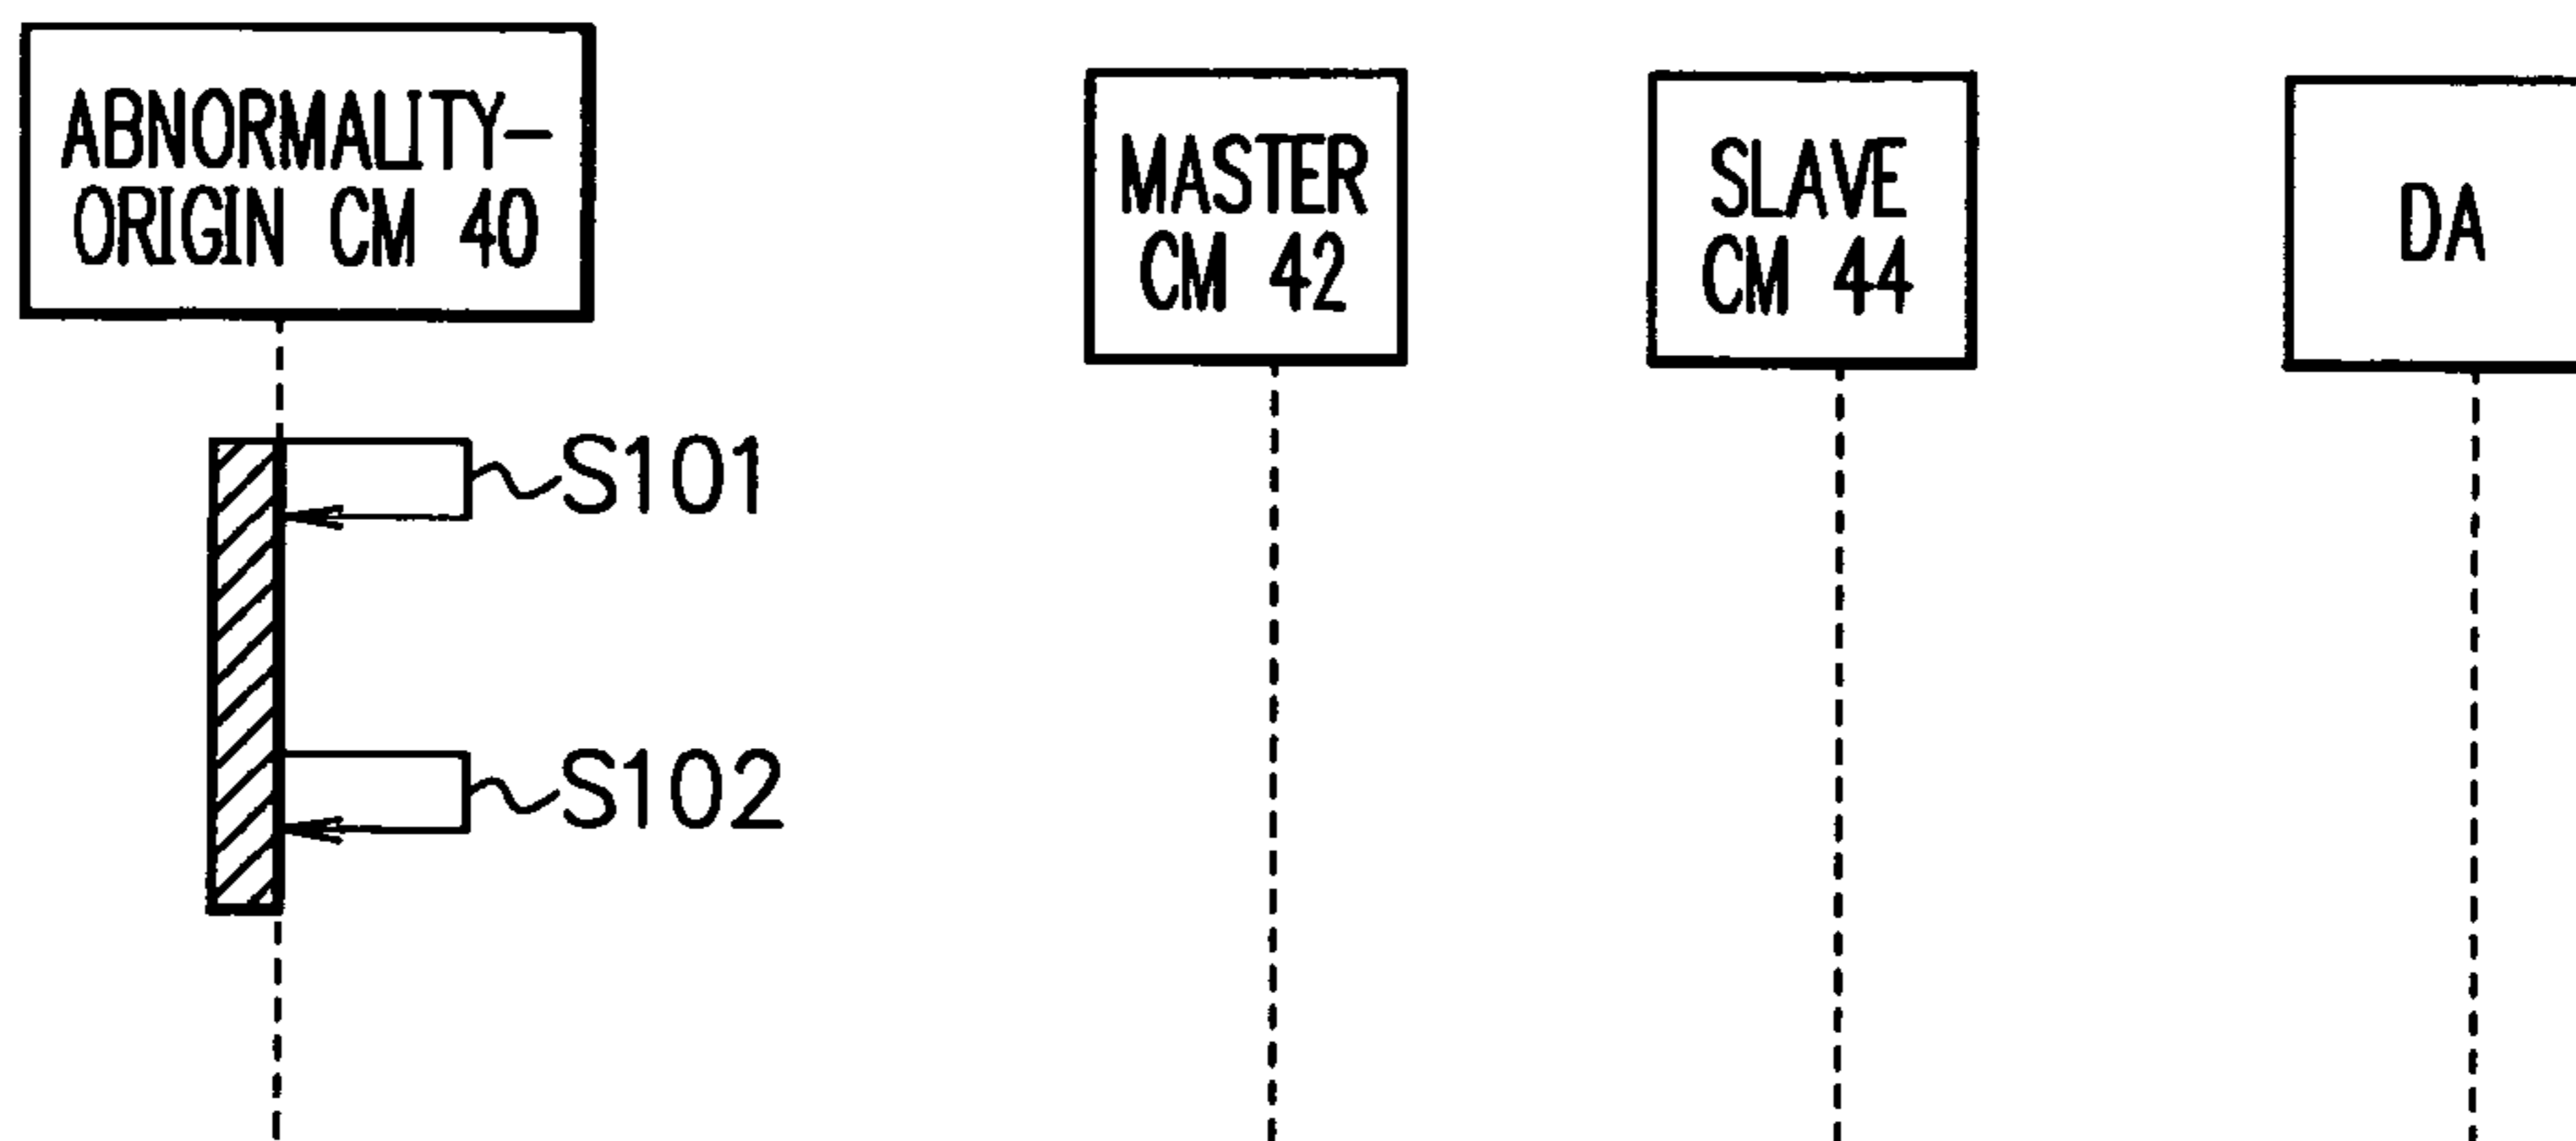 ABNORMALITY-
ORIGIN CM 40
MASTER
CM 42
SLAVE
CM 44
DA
S101
S102